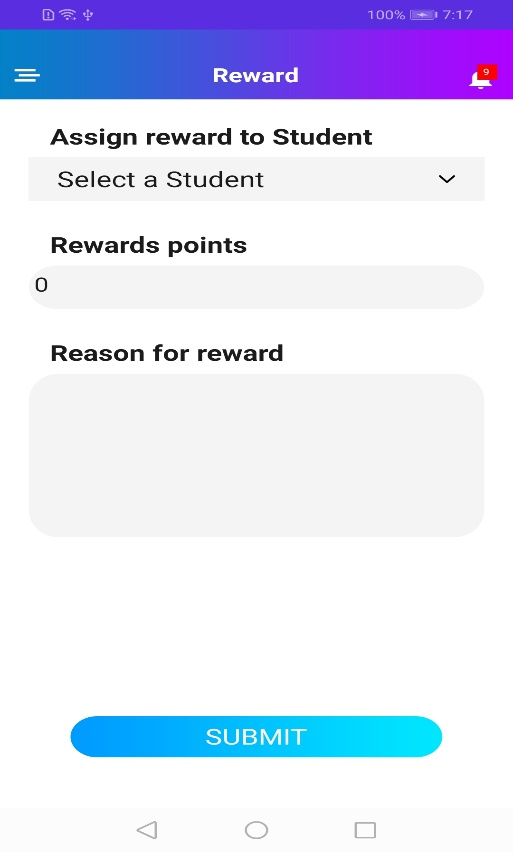 100% 7:17
Reward
9
Assign reward to Student
Select a Student
Rewards points
0
Reason for reward
SUBMIT